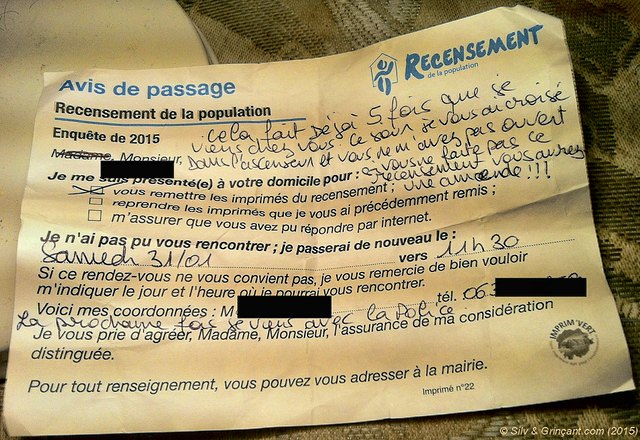 RECENSEMENT
de la population
Avis de passage
Recensement de la population
Enquête de 2015
cela fait Déjà 5 fois que je
viens chez vous. ce soir je vous ai croisé
Dans l'ascenseur et vous ne m'avez pas ouvert
si vous ne faite pas ce
recensement vous aurez
une amende !!!
Madame, Monsieur,
Je me suis présenté(e) à votre domicile pour :
vous remettre les imprimés du recensement ;
reprendre les imprimés que je vous ai précédemment remis ;
m'assurer que vous avez pu répondre par internet.
Je n'ai pas pu vous rencontrer ; je passerai de nouveau le :
Samedi 31/01 vers 11h30
Si ce rendez-vous ne vous convient pas, je vous remercie de bien vouloir
m'indiquer le jour et l'heure où je pourrai vous rencontrer.
Voici mes coordonnées : M tél. 06
La prochaine fois je viens avec la Police
Je vous prie d'agréer, Madame, Monsieur, l'assurance de ma considération
distinguée.
Pour tout renseignement, vous pouvez vous adresser à la mairie.
Imprimé n°22
IMPRIM'VERT
© Silv & Grinçant.com (2015)